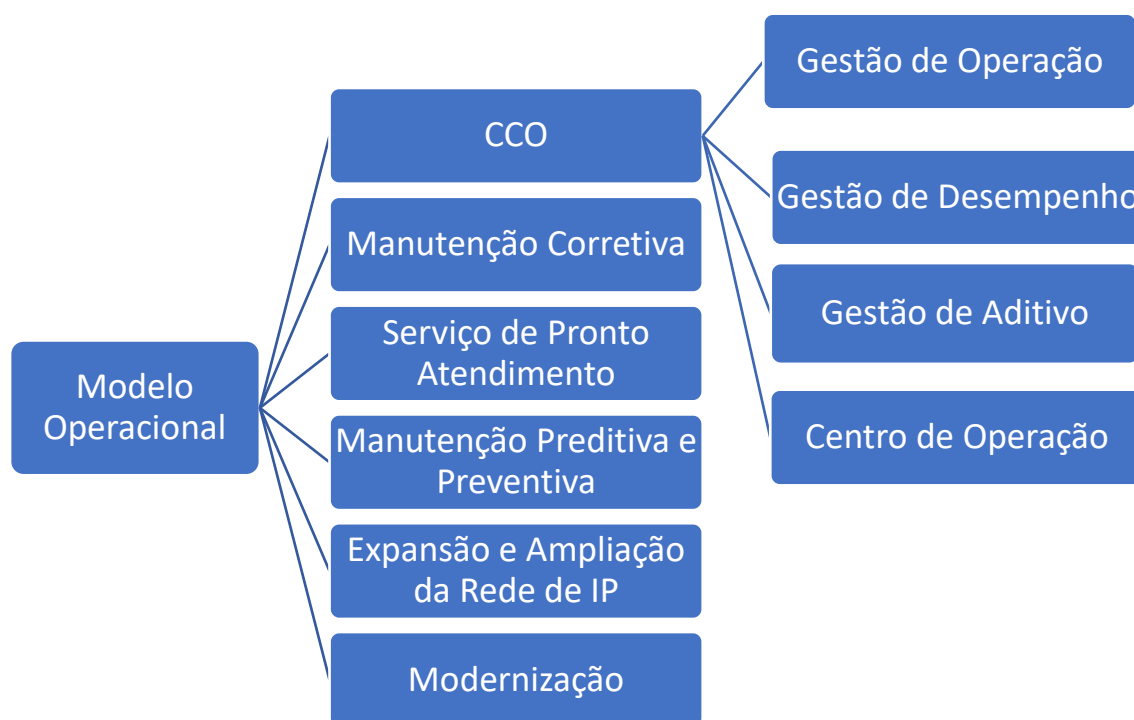 Modelo
Operacional
CCO
Manutenção Corretiva
Serviço de Pronto
Atendimento
Manutenção Preditiva e
Preventiva
Expansão e Ampliação
da Rede de IP
Modernização
Gestão de Operação
Gestão de Desempenho
Gestão de Aditivo
Centro de Operação